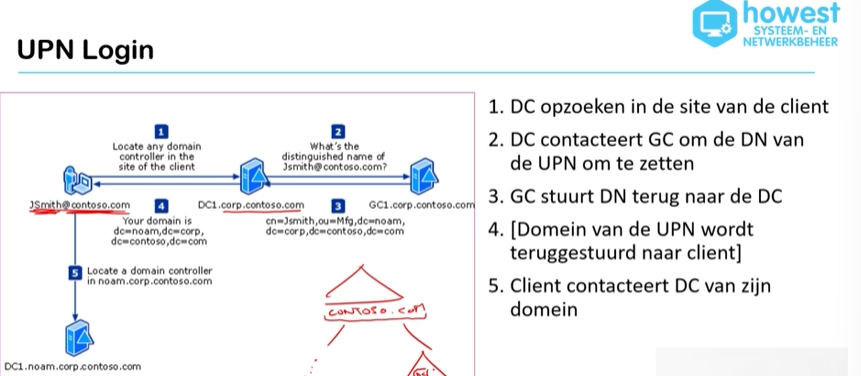 howest
SYSTEEM- EN
NETWERKBEHEER
UPN Login
1
Locate any domain
controller in the
site of the client
2
What's the
distinguished name of
Jsmith@contoso.com?
JSmith@contoso.com
4
DC1.corp.contoso.com
3
GC1.corp.contoso.com
Your domain is
dc=noam,dc=corp,
dc=contoso,dc=com
cn=Jsmith,ou=Mfg,dc=noam,
dc=corp,dc=contoso,dc=com
5
Locate a domain controller
in noam.corp.contoso.com
CONTOSO.COM
DC1.noam.corp.contoso.com
1. DC opzoeken in de site van de client
2. DC contacteert GC om de DN van
de UPN om te zetten
3. GC stuurt DN terug naar de DC
4. [Domein van de UPN wordt
teruggestuurd naar client]
5. Client contacteert DC van zijn
domein